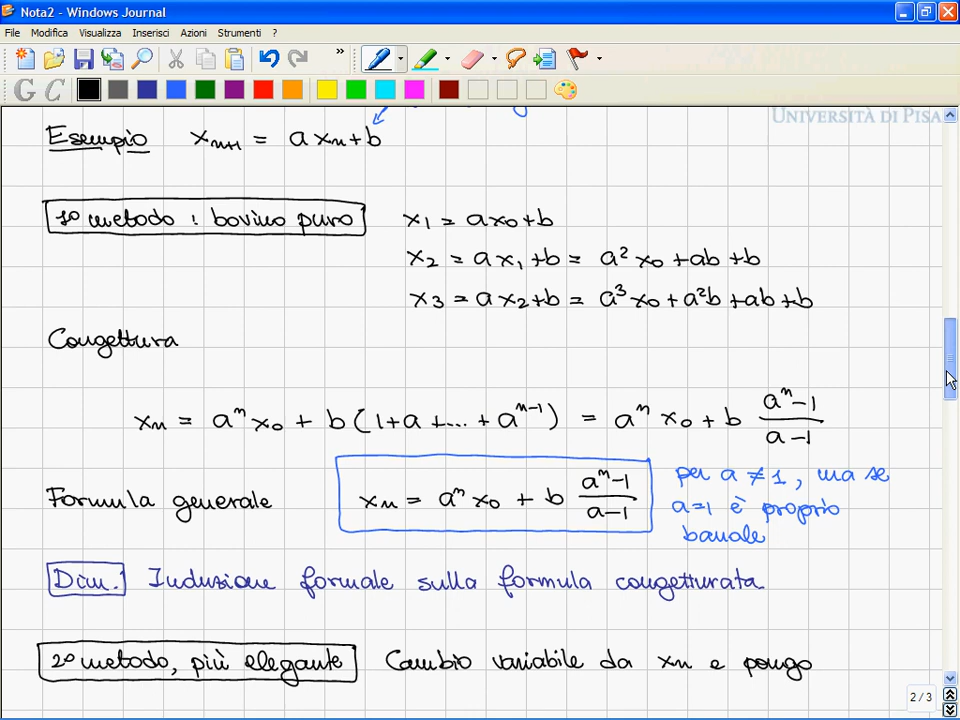 Nota2 - Windows Journal
File Modifica Visualizza Inserisci Azioni Strumenti ?
Università di PISA
Esempio x_{n+1} = a x_n + b
1° metodo : bovino puro x_1 = a x_0 + b
x_2 = a x_1 + b = a^2 x_0 + ab + b
x_3 = a x_2 + b = a^3 x_0 + a^2 b + ab + b
Congettura
x_n = a^n x_0 + b (1 + a + ... + a^{n-1}) = a^n x_0 + b \frac{a^n - 1}{a - 1}
Formula generale x_n = a^n x_0 + b \frac{a^n - 1}{a - 1}
per a ≠ 1, ma se
a = 1 è proprio
banale
Dim. Induzione formale sulla formula congetturata
2° metodo, più elegante Cambio variabile da x_n e pongo
2 / 3